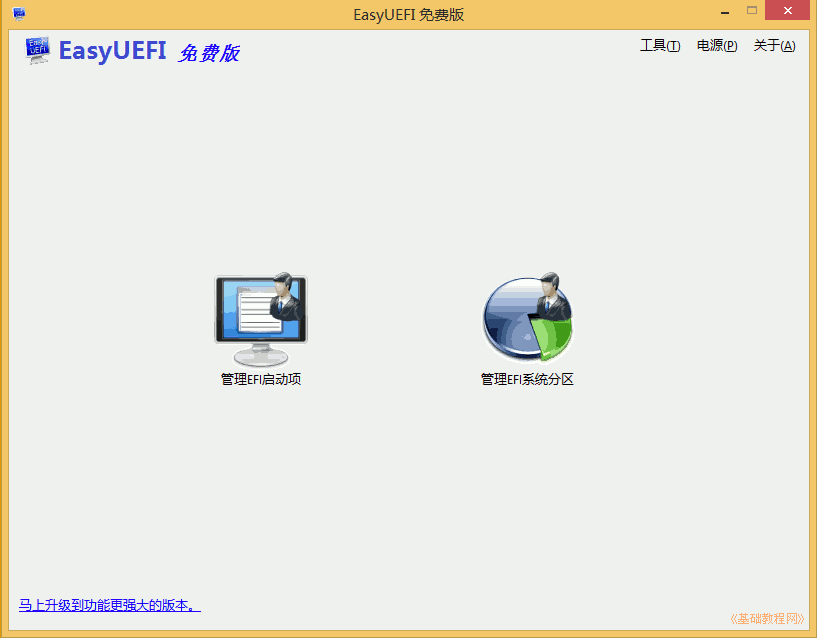 EasyUEFI 免费版
Easy UEFI
EasyUEFI 免费版
工具(T) 电源(P) 关于(A)
管理EFI启动项
管理EFI系统分区
马上升级到功能更强大的版本。
《基础教程网》